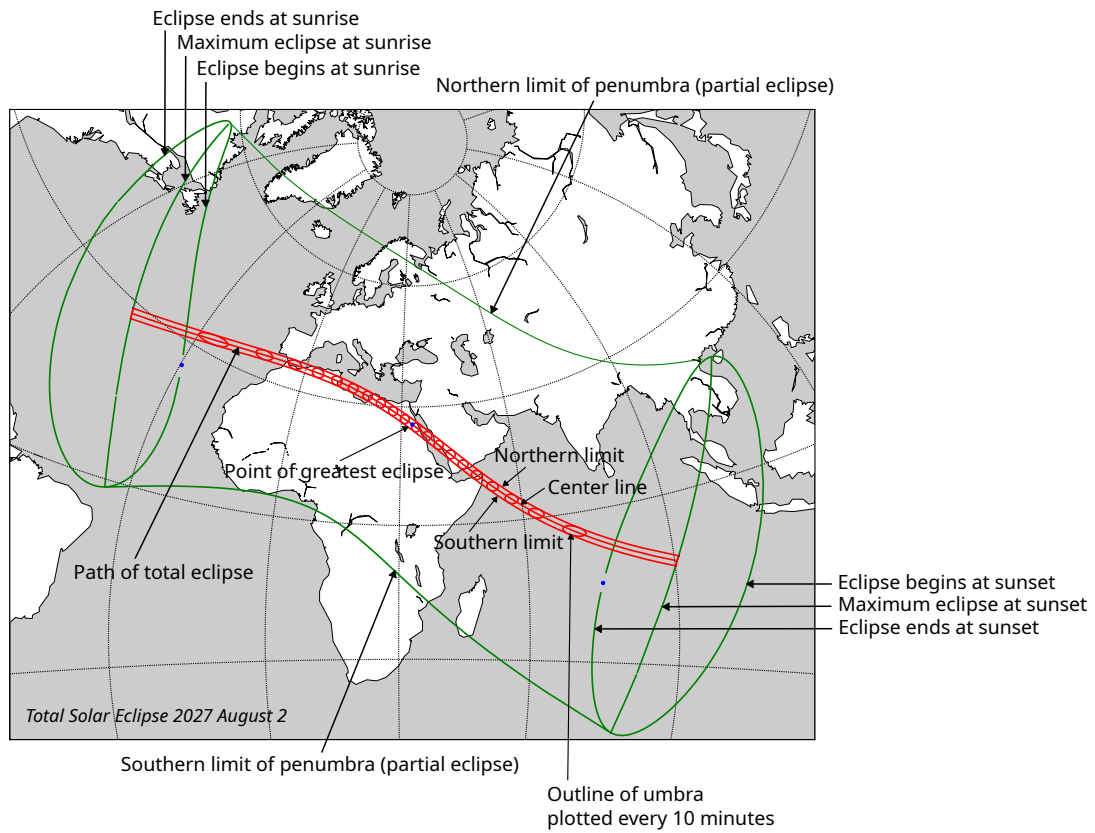 Eclipse ends at sunrise
Maximum eclipse at sunrise
Eclipse begins at sunrise
Northern limit of penumbra (partial eclipse)
Northern limit
Point of greatest eclipse
Center line
Southern limit
Path of total eclipse
Eclipse begins at sunset
Maximum eclipse at sunset
Eclipse ends at sunset
Total Solar Eclipse 2027 August 2
Southern limit of penumbra (partial eclipse)
Outline of umbra
plotted every 10 minutes